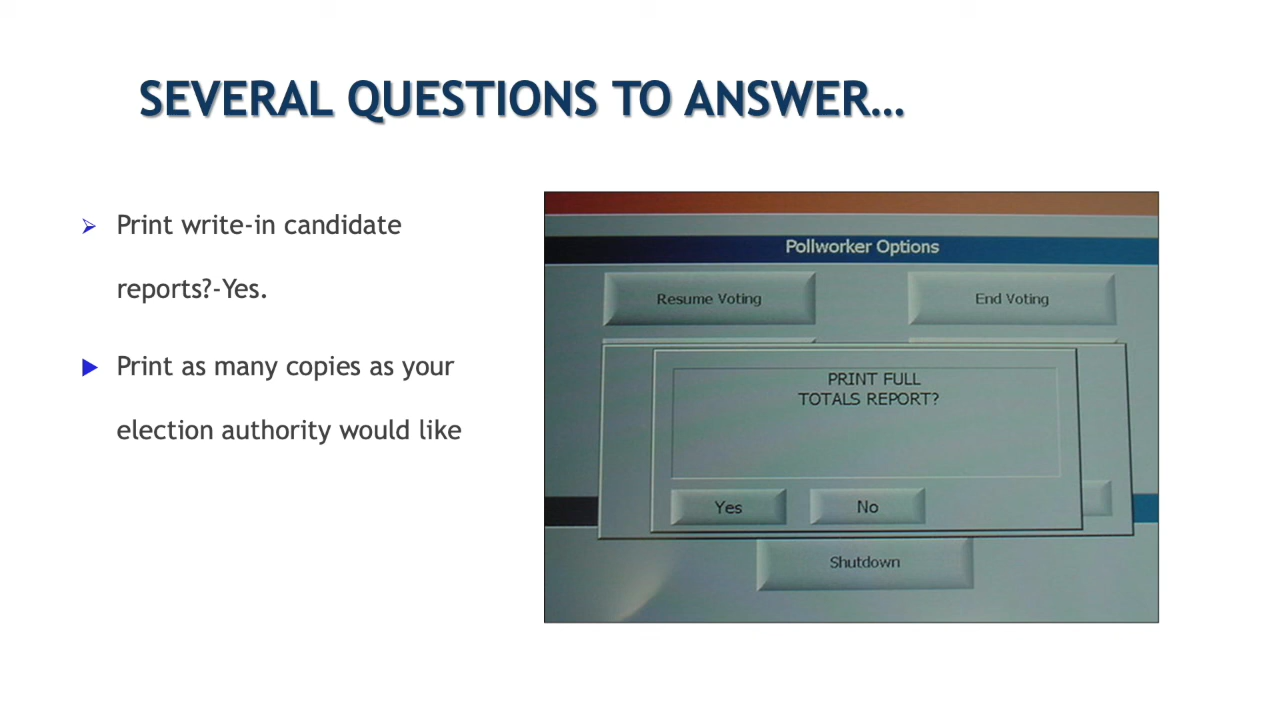 SEVERAL QUESTIONS TO ANSWER…
Print write-in candidate
reports?-Yes.
Print as many copies as your
election authority would like
Pollworker Options
Resume Voting
End Voting
PRINT FULL
TOTALS REPORT?
Yes
No
Shutdown